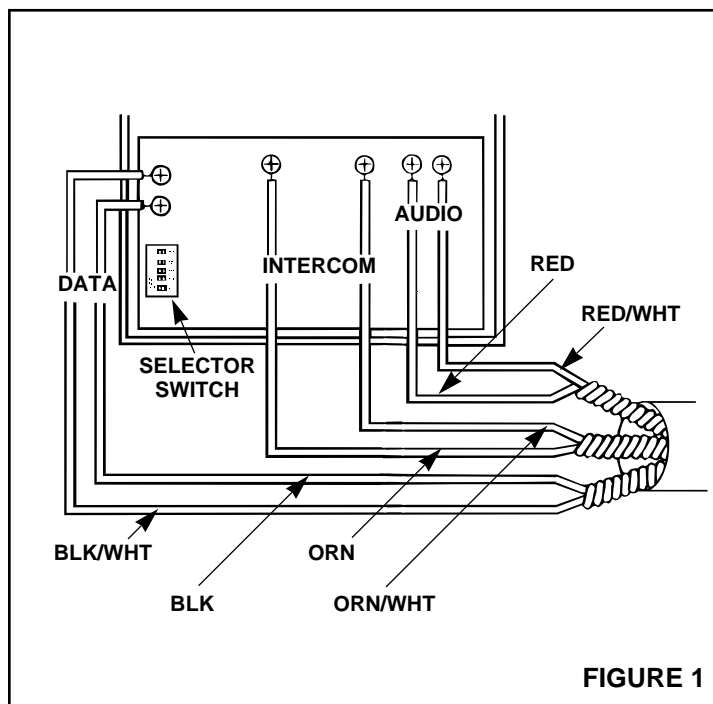 AUDIO
DATA
INTERCOM
RED
RED/WHT
SELECTOR
SWITCH
BLK/WHT
ORN
BLK
ORN/WHT
FIGURE 1